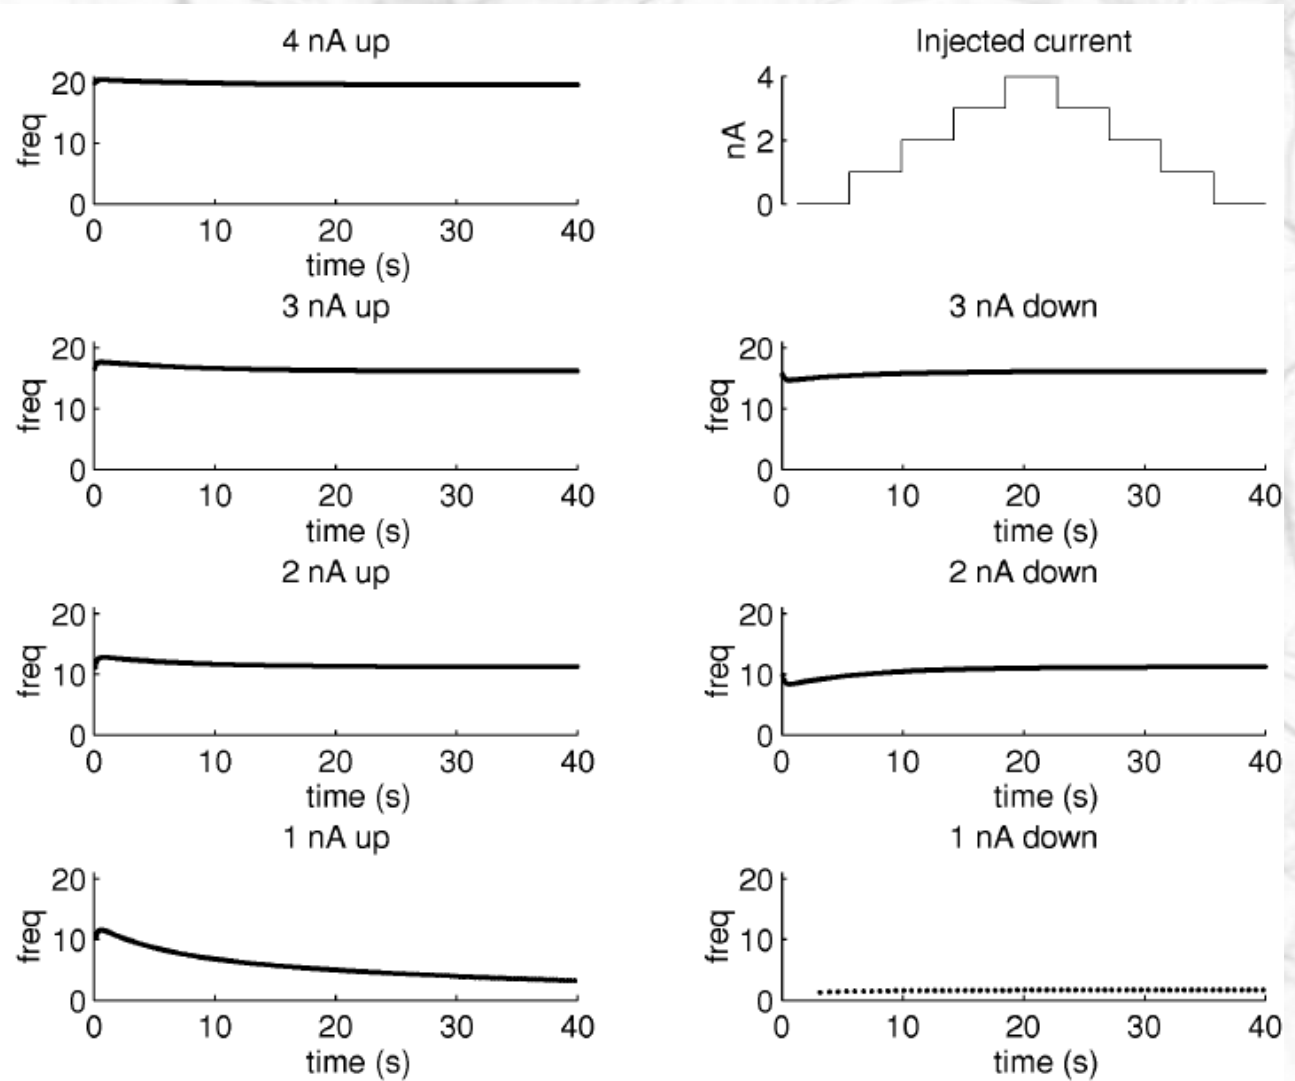 4 nA up
20
10
0
freq
0 10 20 30 40
time (s)
Injected current
4
2
0
nA
3 nA up
20
10
0
freq
0 10 20 30 40
time (s)
3 nA down
20
10
0
freq
0 10 20 30 40
time (s)
2 nA up
20
10
0
freq
0 10 20 30 40
time (s)
2 nA down
20
10
0
freq
0 10 20 30 40
time (s)
1 nA up
20
10
0
freq
0 10 20 30 40
time (s)
1 nA down
20
10
0
freq
0 10 20 30 40
time (s)